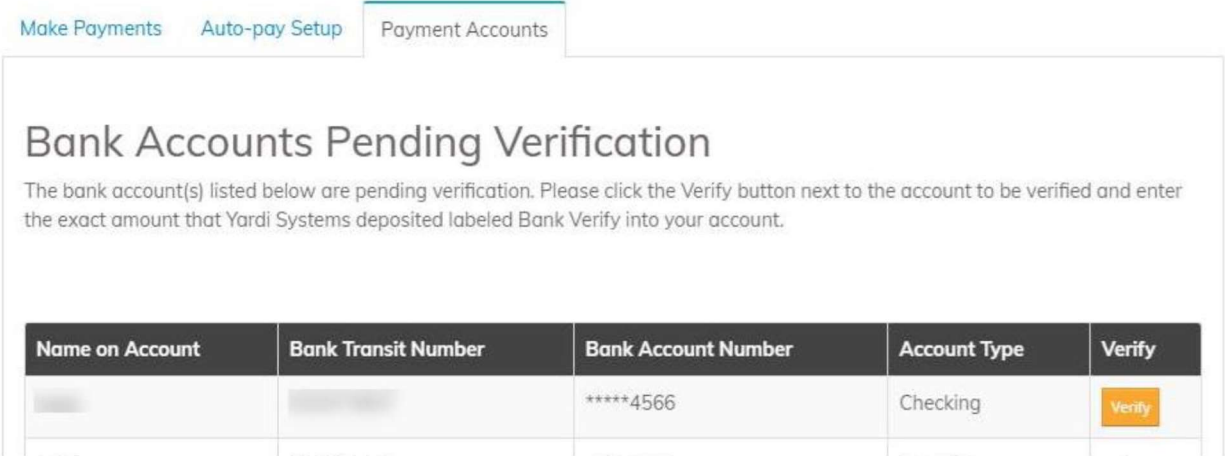 Make Payments Auto-pay Setup Payment Accounts
Bank Accounts Pending Verification
The bank account(s) listed below are pending verification. Please click the Verify button next to the account to be verified and enter
the exact amount that Yardi Systems deposited labeled Bank Verify into your account.
Name on Account Bank Transit Number Bank Account Number Account Type Verify
*****4566 Checking Verify